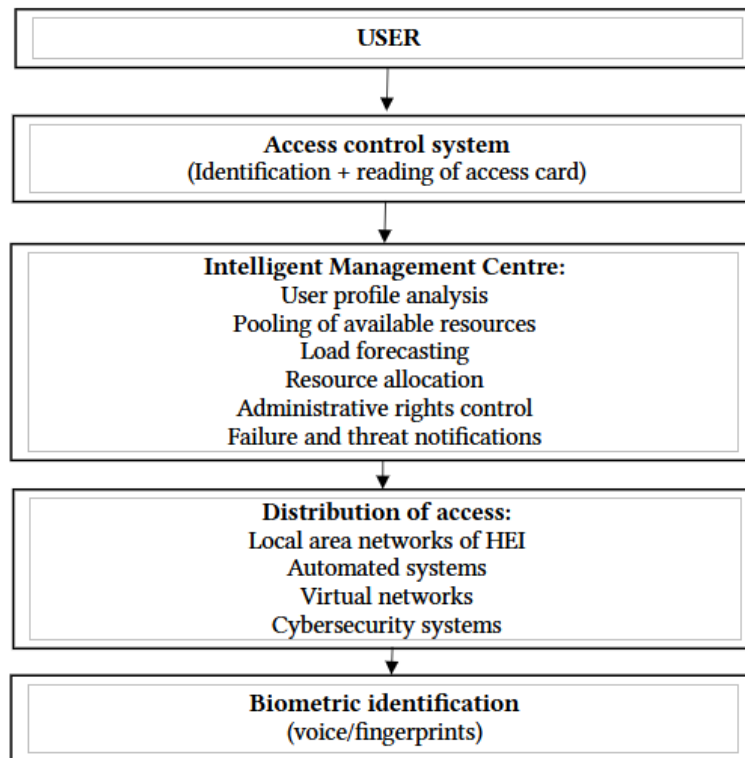 USER
Access control system
(Identification + reading of access card)
Intelligent Management Centre:
User profile analysis
Pooling of available resources
Load forecasting
Resource allocation
Administrative rights control
Failure and threat notifications
Distribution of access:
Local area networks of HEI
Automated systems
Virtual networks
Cybersecurity systems
Biometric identification
(voice/fingerprints)